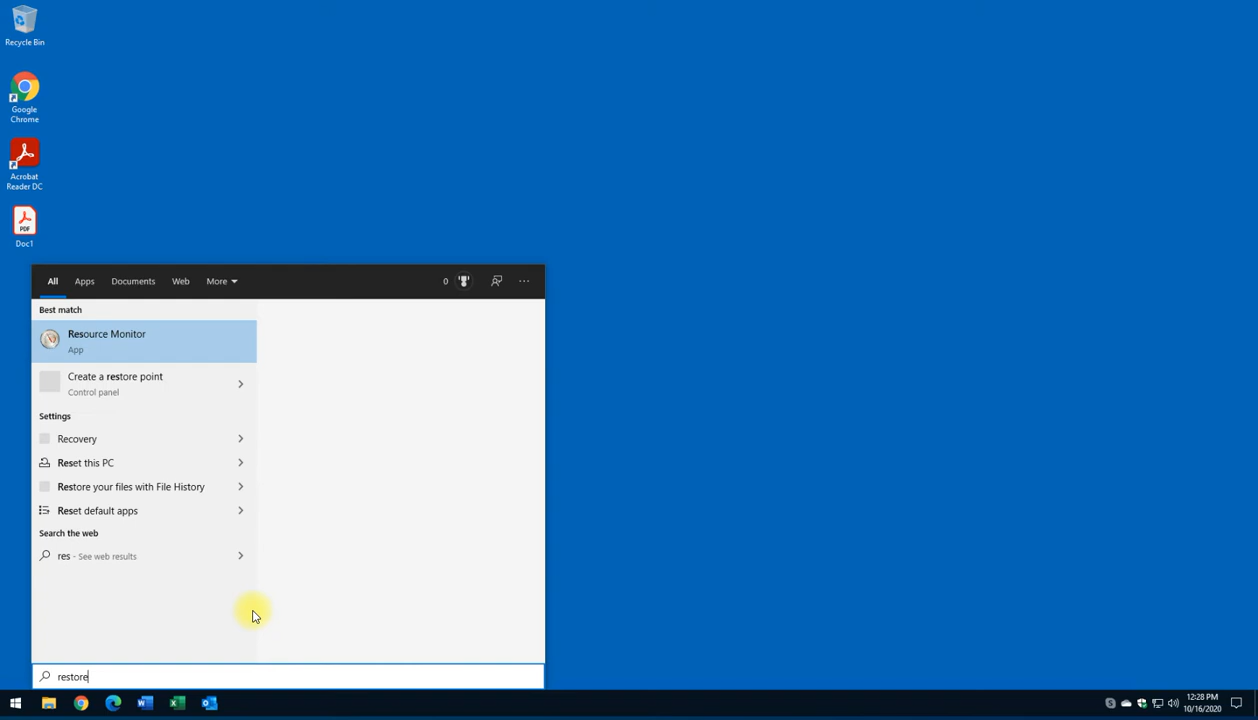 Recycle Bin
Google
Chrome
Acrobat
Reader DC
PDF
Doc1
All Apps Documents Web More 0 ...
Best match
Resource Monitor
App
Create a restore point
Control panel
Settings
Recovery
Reset this PC
Restore your files with File History
Reset default apps
Search the web
res - See web results
restore
12:28 PM
10/16/2020